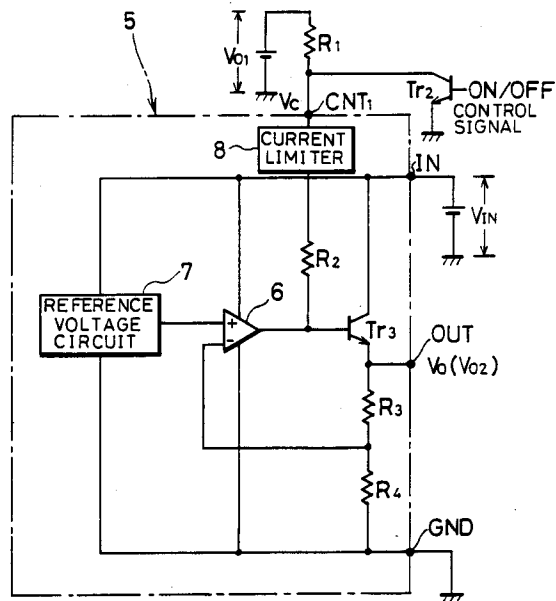 5
V01
R1
Tr2
ON/OFF
CONTROL
SIGNAL
VC
CNT1
8
CURRENT
LIMITER
IN
VIN
R2
7
6
REFERENCE
VOLTAGE
CIRCUIT
+
-
Tr3
OUT
VO(VO2)
R3
R4
GND